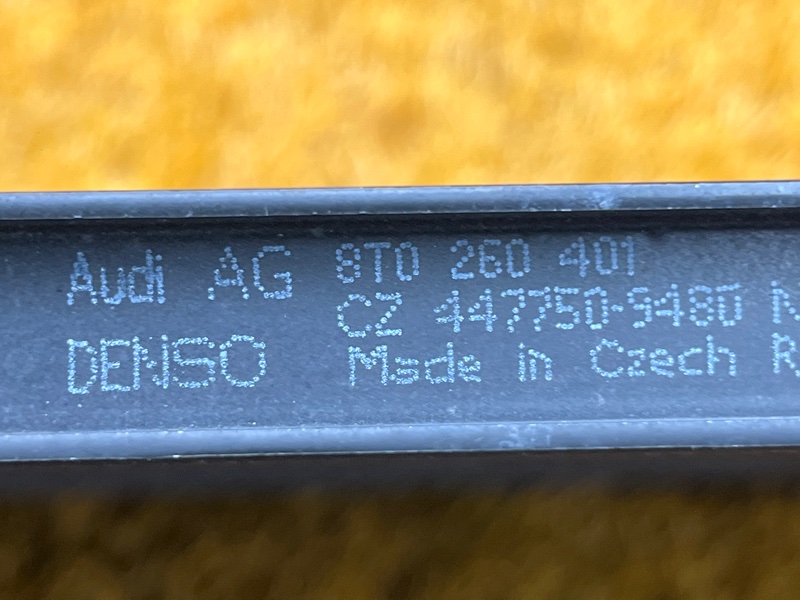 Audi AG 8T0 260 401
CZ 447750-9480 N
DENSO Made in Czech R